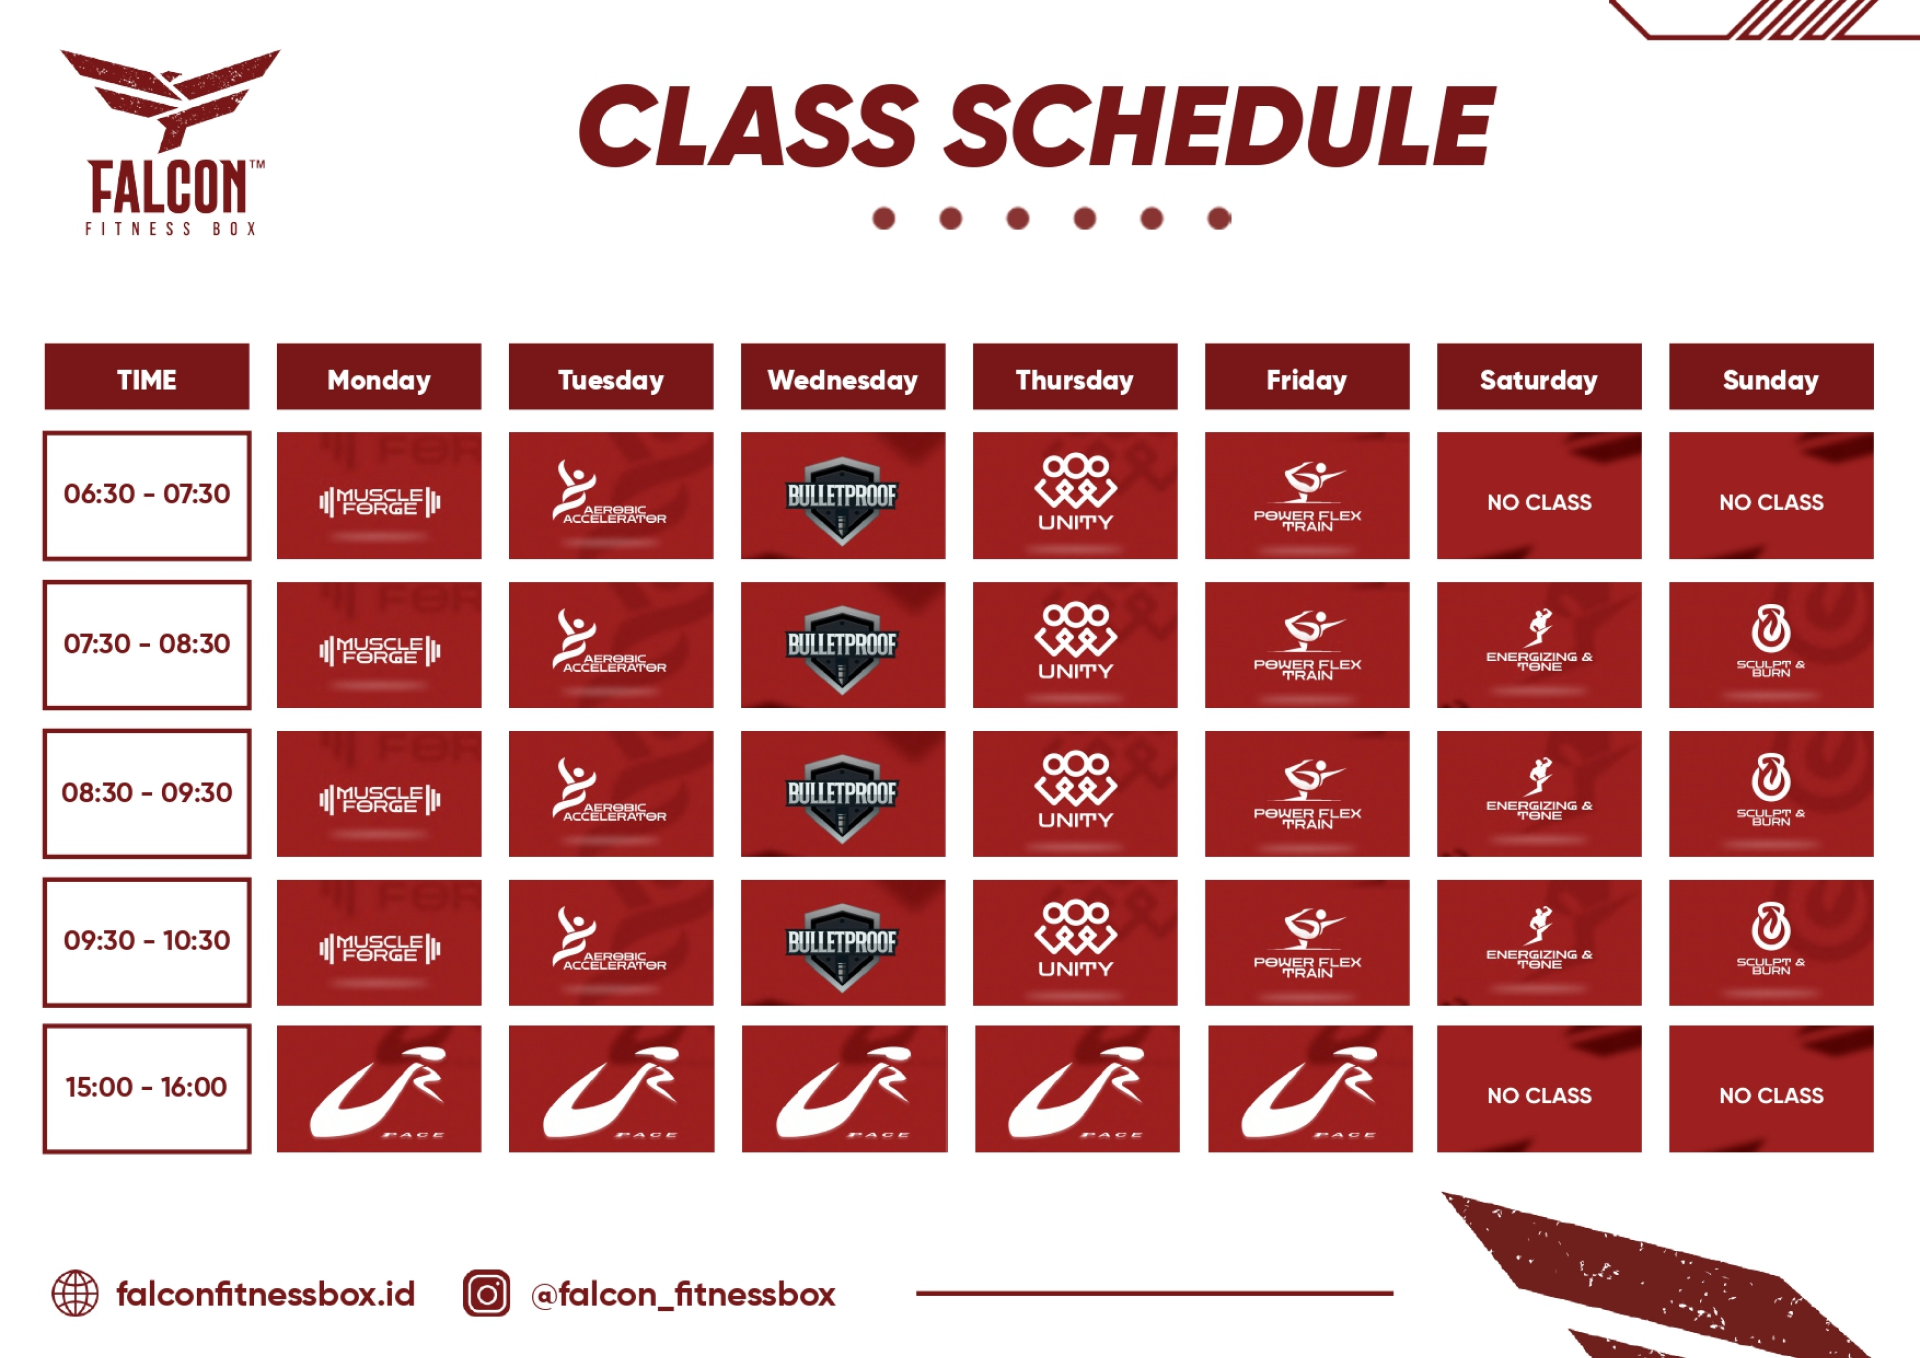 FALCON™
FITNESS BOX
CLASS SCHEDULE
TIME Monday Tuesday Wednesday Thursday Friday Saturday Sunday
06:30 - 07:30
MUSCLE FORGE
AEROBIC ACCELERATOR
BULLETPROOF
UNITY
POWER FLEX TRAIN
NO CLASS
NO CLASS
07:30 - 08:30
MUSCLE FORGE
AEROBIC ACCELERATOR
BULLETPROOF
UNITY
POWER FLEX TRAIN
ENERGIZING & TONE
SCULPT & BURN
08:30 - 09:30
MUSCLE FORGE
AEROBIC ACCELERATOR
BULLETPROOF
UNITY
POWER FLEX TRAIN
ENERGIZING & TONE
SCULPT & BURN
09:30 - 10:30
MUSCLE FORGE
AEROBIC ACCELERATOR
BULLETPROOF
UNITY
POWER FLEX TRAIN
ENERGIZING & TONE
SCULPT & BURN
15:00 - 16:00
UR PACE
UR PACE
UR PACE
UR PACE
UR PACE
NO CLASS
NO CLASS
falconfitnessbox.id @falcon_fitnessbox